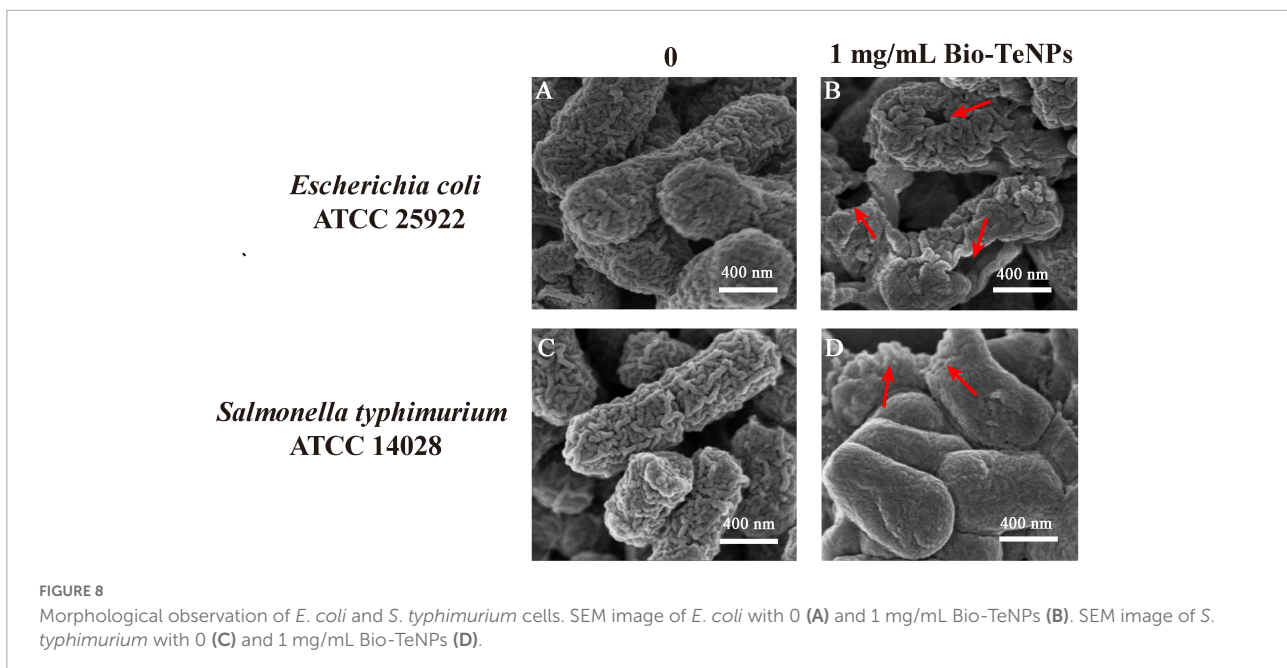 0
1 mg/mL Bio-TeNPs
A
B
Escherichia coli
ATCC 25922
400 nm
400 nm
C
D
Salmonella typhimurium
ATCC 14028
400 nm
400 nm
FIGURE 8
Morphological observation of E. coli and S. typhimurium cells. SEM image of E. coli with 0 (A) and 1 mg/mL Bio-TeNPs (B). SEM image of S.
typhimurium with 0 (C) and 1 mg/mL Bio-TeNPs (D).